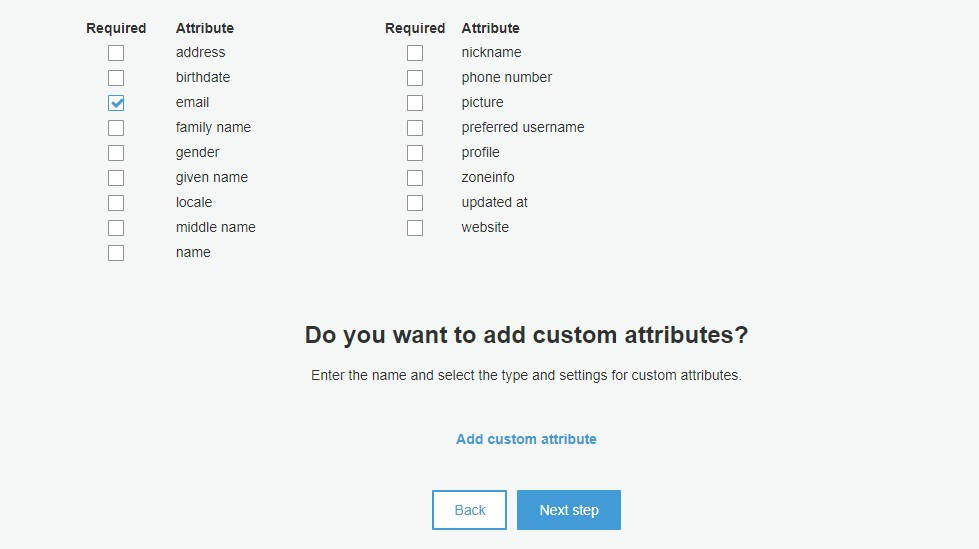 Required Attribute Required Attribute
address nickname
birthdate phone number
email picture
family name preferred username
gender profile
given name zoneinfo
locale updated at
middle name website
name
Do you want to add custom attributes?
Enter the name and select the type and settings for custom attributes.
Add custom attribute
Back Next step